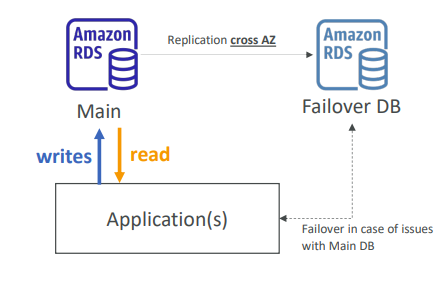 Amazon
RDS
Replication cross AZ
Amazon
RDS
Main
Failover DB
writes
read
Application(s)
Failover in case of issues
with Main DB